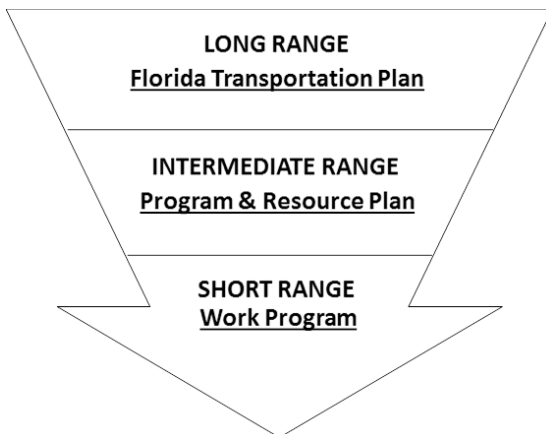 LONG RANGE
Florida Transportation Plan
INTERMEDIATE RANGE
Program & Resource Plan
SHORT RANGE
Work Program